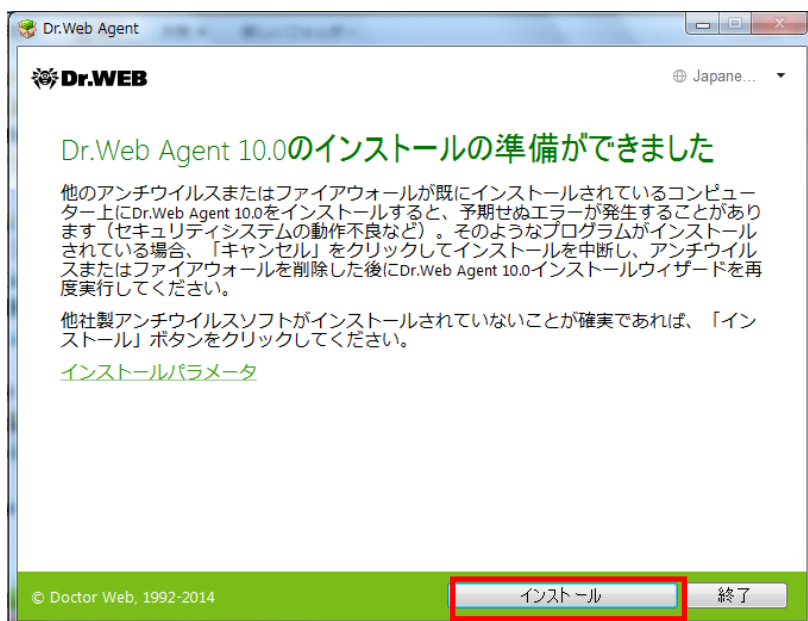 Dr.Web Agent
Dr.WEB
Japane...
Dr.Web Agent 10.0のインストールの準備ができました
他のアンチウイルスまたはファイアウォールが既にインストールされているコンピュー
ター上にDr.Web Agent 10.0をインストールすると、予期せぬエラーが発生することがあり
ます（セキュリティシステムの動作不良など）。そのようなプログラムがインストール
されている場合、「キャンセル」をクリックしてインストールを中断し、アンチウイル
スまたはファイアウォールを削除した後にDr.Web Agent 10.0インストールウィザードを再
度実行してください。
他社製アンチウイルスソフトがインストールされていないことが確実であれば、「イン
ストール」ボタンをクリックしてください。
インストールパラメータ
© Doctor Web, 1992-2014
インストール
終了